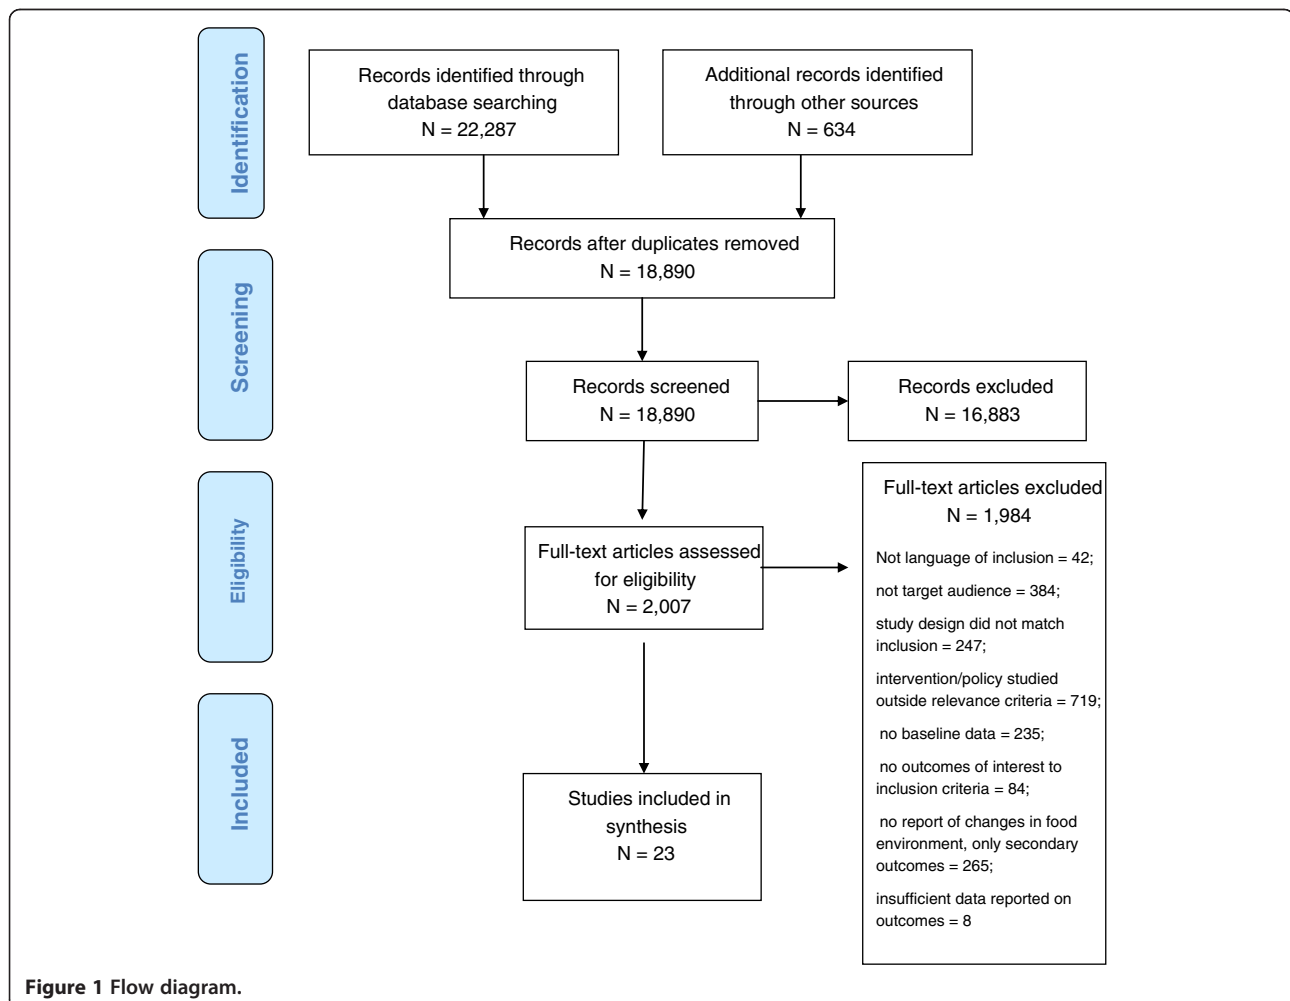 Identification
Records identified through
database searching
N = 22,287
Additional records identified
through other sources
N = 634
Records after duplicates removed
N = 18,890
Screening
Records screened
N = 18,890
Records excluded
N = 16,883
Eligibility
Full-text articles assessed
for eligibility
N = 2,007
Full-text articles excluded
N = 1,984
Not language of inclusion = 42;
not target audience = 384;
study design did not match
inclusion = 247;
intervention/policy studied
outside relevance criteria = 719;
no baseline data = 235;
no outcomes of interest to
inclusion criteria = 84;
no report of changes in food
environment, only secondary
outcomes = 265;
insufficient data reported on
outcomes = 8
Included
Studies included in
synthesis
N = 23
Figure 1 Flow diagram.